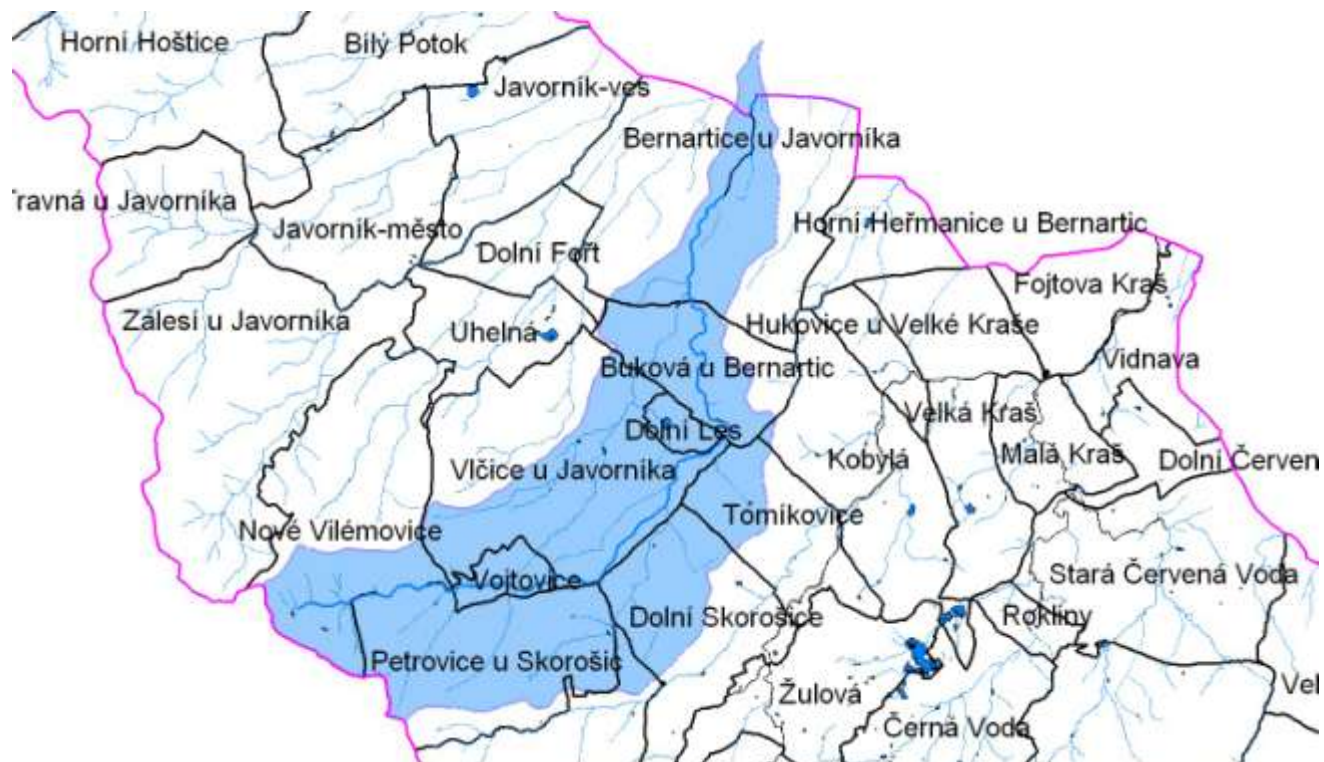 Horní Hoštice
Bílý Potok
Javorník-ves
Bernartice u Javorníka
Travná u Javorníka
Javorník-město
Horní Heřmanice u Bernartic
Dolní Fořt
Fojtova Kraš
Zálesí u Javorníka
Uhelná
Hukovice u Velké Kraše
Vidnava
Buková u Bernartic
Velká Kraš
Dolní Les
Malá Kraš
Vlčice u Javorníka
Kobylá
Dolní Červen
Nové Vilémovice
Tomíkovice
Vojtovice
Stará Červená Voda
Dolní Skorošice
Rokliny
Petrovice u Skorošic
Žulová
Vel
Černá Voda